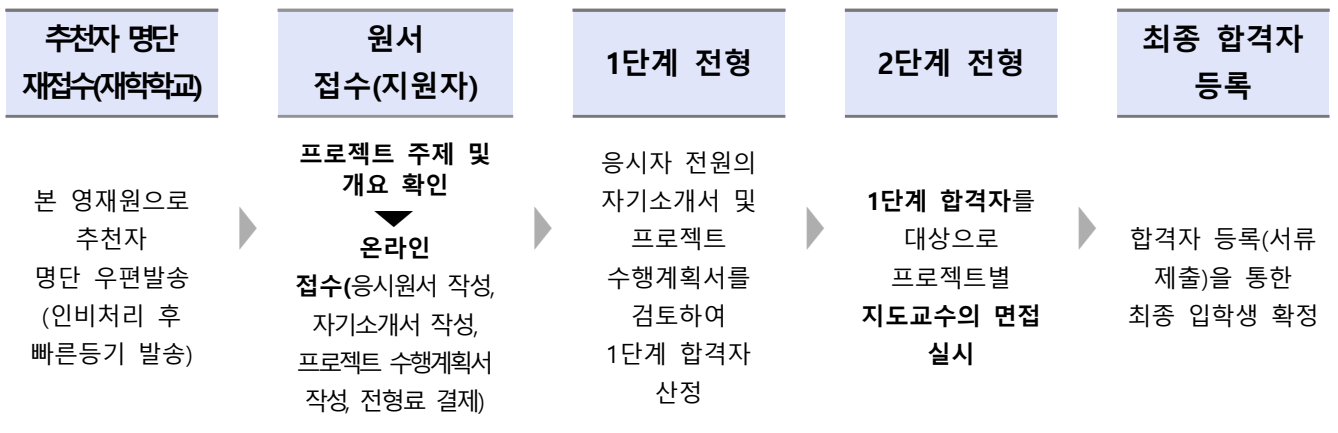 추천자 명단
재접수(재학학교)
본 영재원으로
추천자
명단 우편발송
(인비처리 후
빠른등기 발송)
원서
접수(지원자)
프로젝트 주제 및
개요 확인
온라인
접수(응시원서 작성,
자기소개서 작성,
프로젝트 수행계획서
작성, 전형료 결제)
1단계 전형
응시자 전원의
자기소개서 및
프로젝트
수행계획서를
검토하여
1단계 합격자
산정
2단계 전형
1단계 합격자를
대상으로
프로젝트별
지도교수의 면접
실시
최종 합격자
등록
합격자 등록(서류
제출)을 통한
최종 입학생 확정